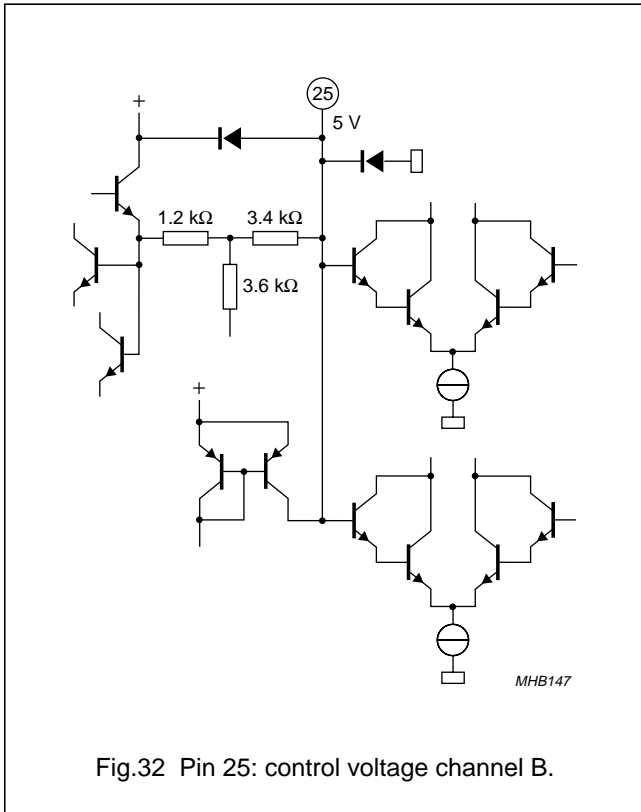 25
+
5 V
1.2 kΩ 3.4 kΩ
3.6 kΩ
+
MHB147
Fig.32 Pin 25: control voltage channel B.